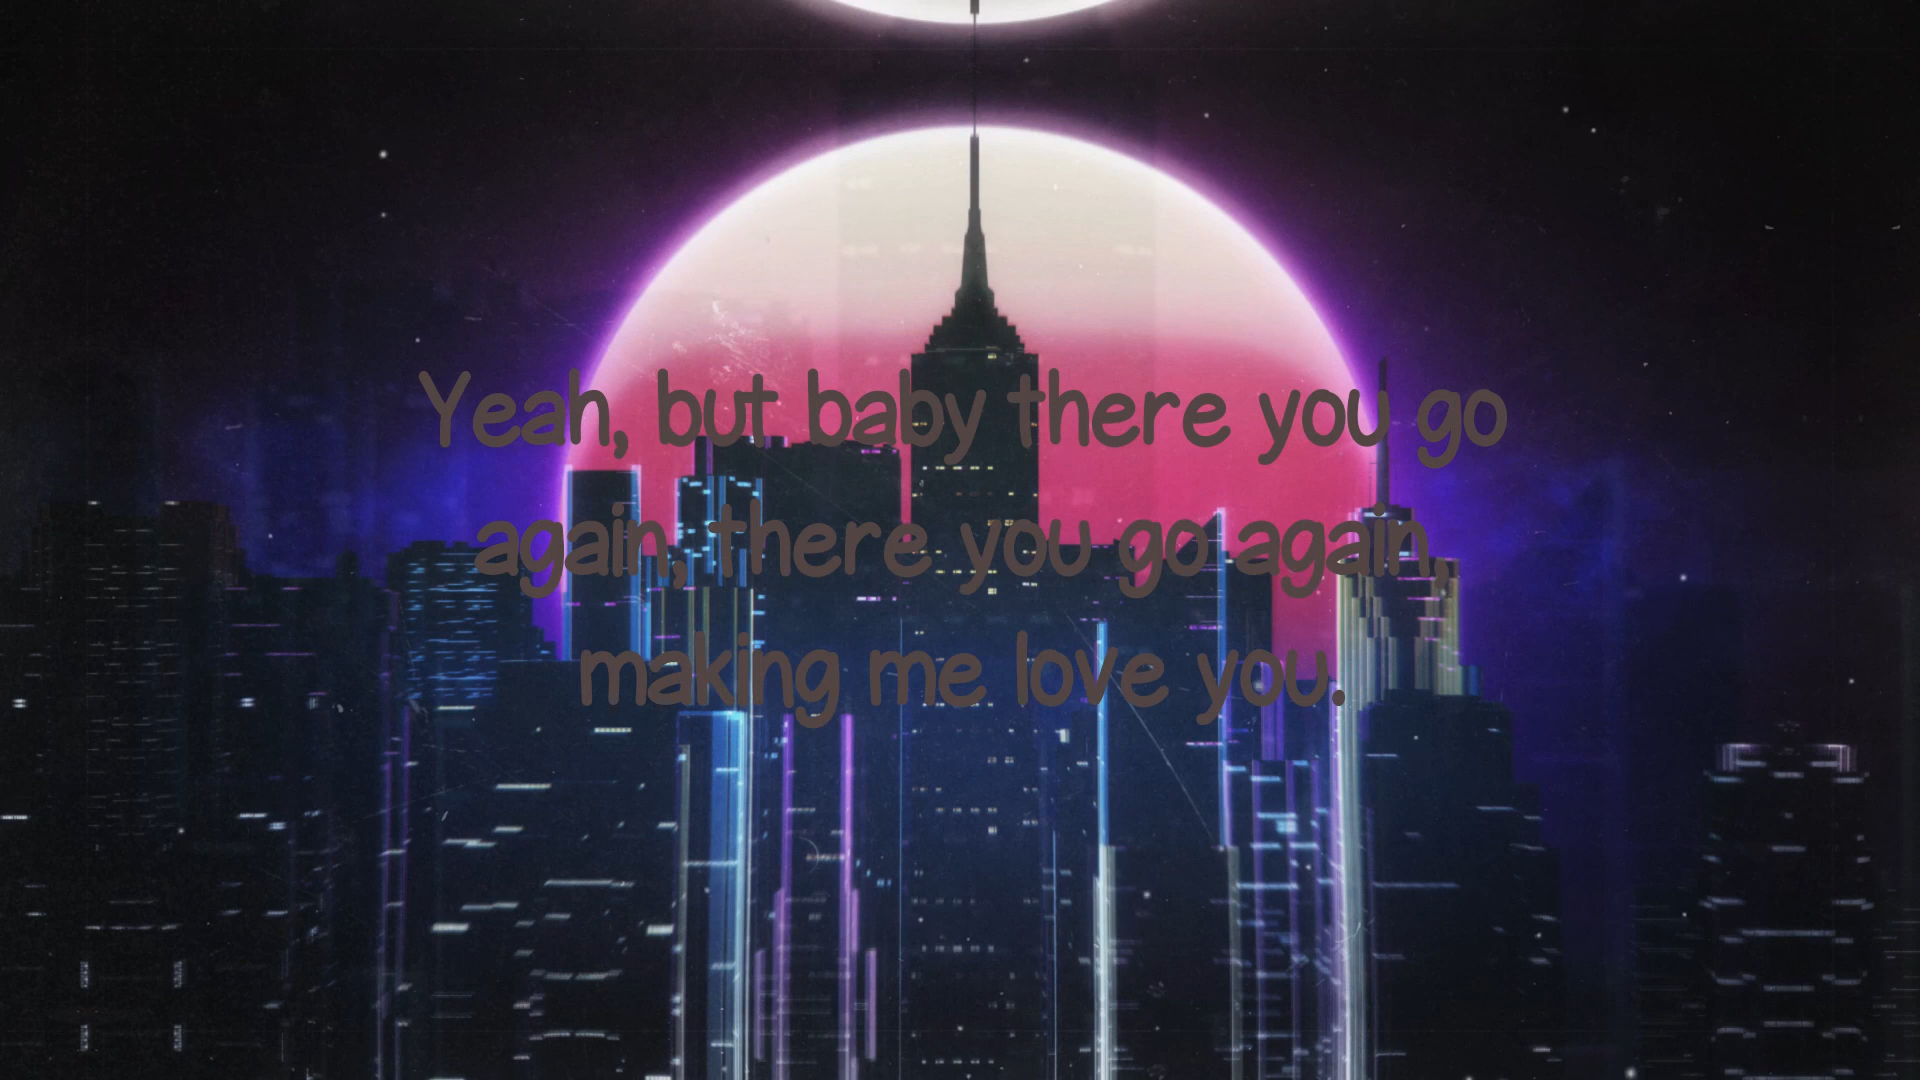 Yeah, but baby there you go
again, there you go again,
making me love you.